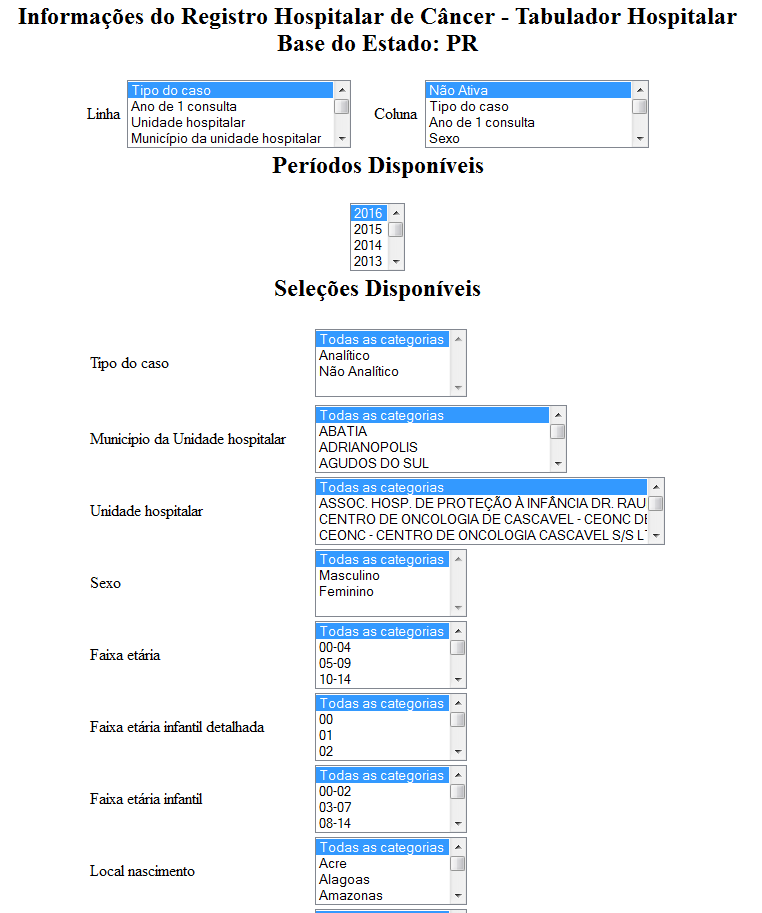 Informações do Registro Hospitalar de Câncer - Tabulador Hospitalar
Base do Estado: PR
Linha
Tipo do caso
Ano de 1 consulta
Unidade hospitalar
Município da unidade hospitalar
Coluna
Não Ativa
Tipo do caso
Ano de 1 consulta
Sexo
Períodos Disponíveis
2016
2015
2014
2013
Seleções Disponíveis
Tipo do caso
Todas as categorias
Analítico
Não Analítico
Municipio da Unidade hospitalar
Todas as categorias
ABATIA
ADRIANOPOLIS
AGUDOS DO SUL
Unidade hospitalar
Todas as categorias
ASSOC. HOSP. DE PROTEÇÃO À INFÂNCIA DR. RAU
CENTRO DE ONCOLOGIA DE CASCAVEL - CEONC DE
CEONC - CENTRO DE ONCOLOGIA CASCAVEL S/S LT
Sexo
Todas as categorias
Masculino
Feminino
Faixa etária
Todas as categorias
00-04
05-09
10-14
Faixa etária infantil detalhada
Todas as categorias
00
01
02
Faixa etária infantil
Todas as categorias
00-02
03-07
08-14
Local nascimento
Todas as categorias
Acre
Alagoas
Amazonas